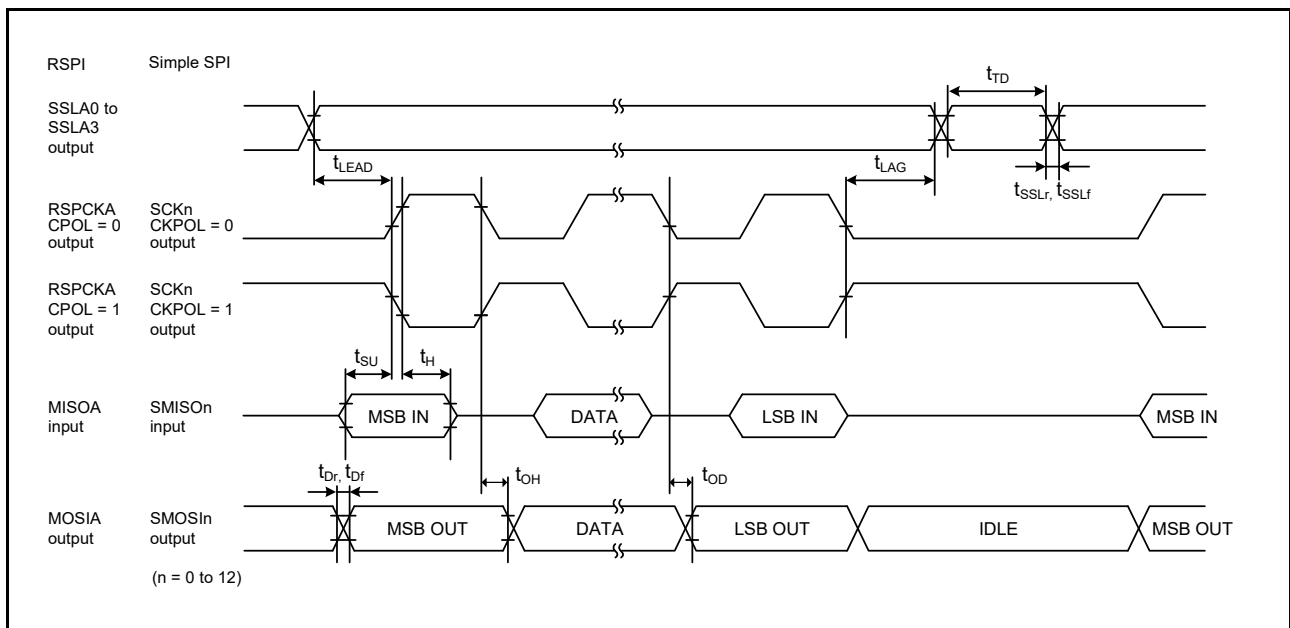 RSPI Simple SPI
tTD
SSLA0 to
SSLA3
output
tLEAD
tLAG
tSSLr, tSSLf
RSPCKA SCKn
CPOL = 0 CKPOL = 0
output output
RSPCKA SCKn
CPOL = 1 CKPOL = 1
output output
tSU tH
MISOA SMISOn
input input
MSB IN DATA LSB IN MSB IN
tDr, tDf
tOH tOD
MOSIA SMOSIn
output output
MSB OUT DATA LSB OUT IDLE MSB OUT
(n = 0 to 12)